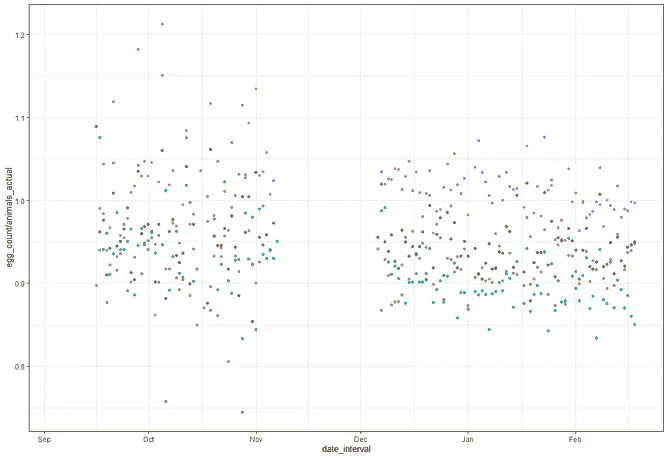 1.2
1.1
1.0
0.9
0.8
egg_count/animals_actual
Sep
Oct
Nov
Dec
Jan
Feb
date_interval